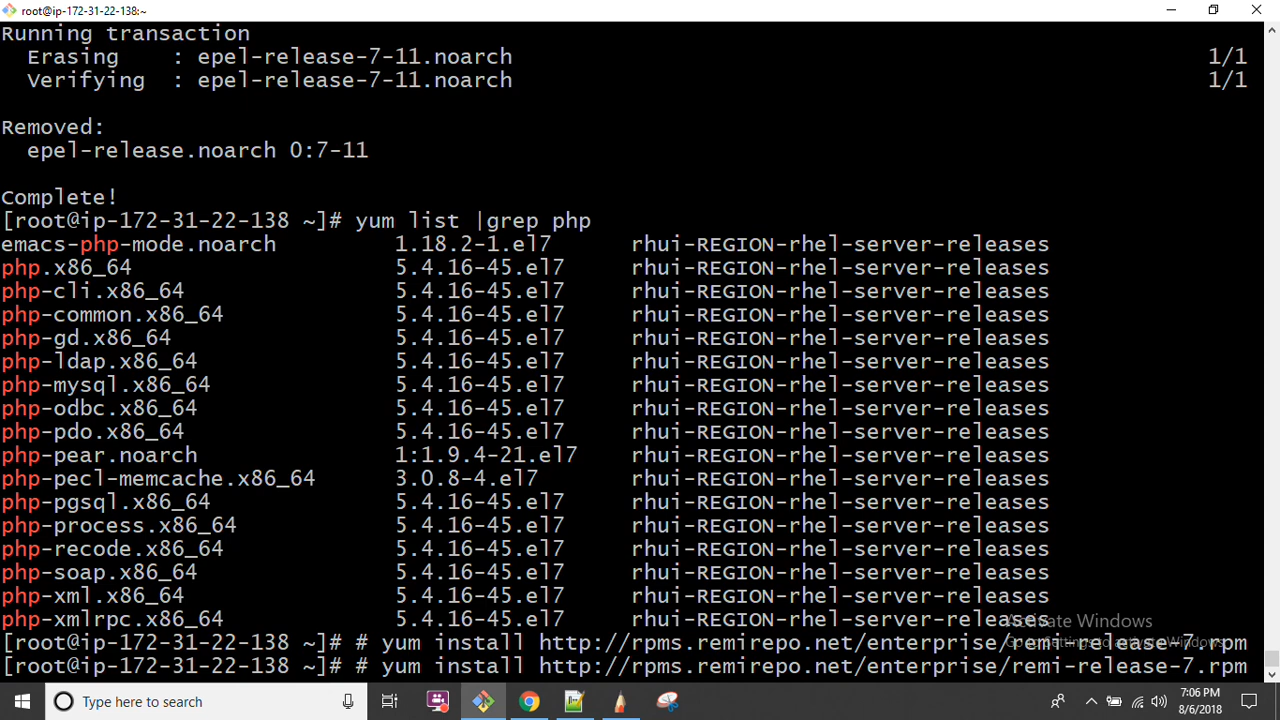 root@ip-172-31-22-138:~
Running transaction
  Erasing    : epel-release-7-11.noarch 1/1
  Verifying  : epel-release-7-11.noarch 1/1
Removed:
  epel-release.noarch 0:7-11
Complete!
[root@ip-172-31-22-138 ~]# yum list |grep php
emacs-php-mode.noarch 1.18.2-1.el7 rhui-REGION-rhel-server-releases
php.x86_64 5.4.16-45.el7 rhui-REGION-rhel-server-releases
php-cli.x86_64 5.4.16-45.el7 rhui-REGION-rhel-server-releases
php-common.x86_64 5.4.16-45.el7 rhui-REGION-rhel-server-releases
php-gd.x86_64 5.4.16-45.el7 rhui-REGION-rhel-server-releases
php-ldap.x86_64 5.4.16-45.el7 rhui-REGION-rhel-server-releases
php-mysql.x86_64 5.4.16-45.el7 rhui-REGION-rhel-server-releases
php-odbc.x86_64 5.4.16-45.el7 rhui-REGION-rhel-server-releases
php-pdo.x86_64 5.4.16-45.el7 rhui-REGION-rhel-server-releases
php-pear.noarch 1:1.9.4-21.el7 rhui-REGION-rhel-server-releases
php-pecl-memcache.x86_64 3.0.8-4.el7 rhui-REGION-rhel-server-releases
php-pgsql.x86_64 5.4.16-45.el7 rhui-REGION-rhel-server-releases
php-process.x86_64 5.4.16-45.el7 rhui-REGION-rhel-server-releases
php-recode.x86_64 5.4.16-45.el7 rhui-REGION-rhel-server-releases
php-soap.x86_64 5.4.16-45.el7 rhui-REGION-rhel-server-releases
php-xml.x86_64 5.4.16-45.el7 rhui-REGION-rhel-server-releases
php-xmlrpc.x86_64 5.4.16-45.el7 rhui-REGION-rhel-server-releases
Activate Windows
[root@ip-172-31-22-138 ~]# # yum install http://rpms.remirepo.net/enterprise/remi-release-7.rpm
Go to Settings to activate Windows.
[root@ip-172-31-22-138 ~]# # yum install http://rpms.remirepo.net/enterprise/remi-release-7.rpm
Type here to search
7:06 PM
8/6/2018